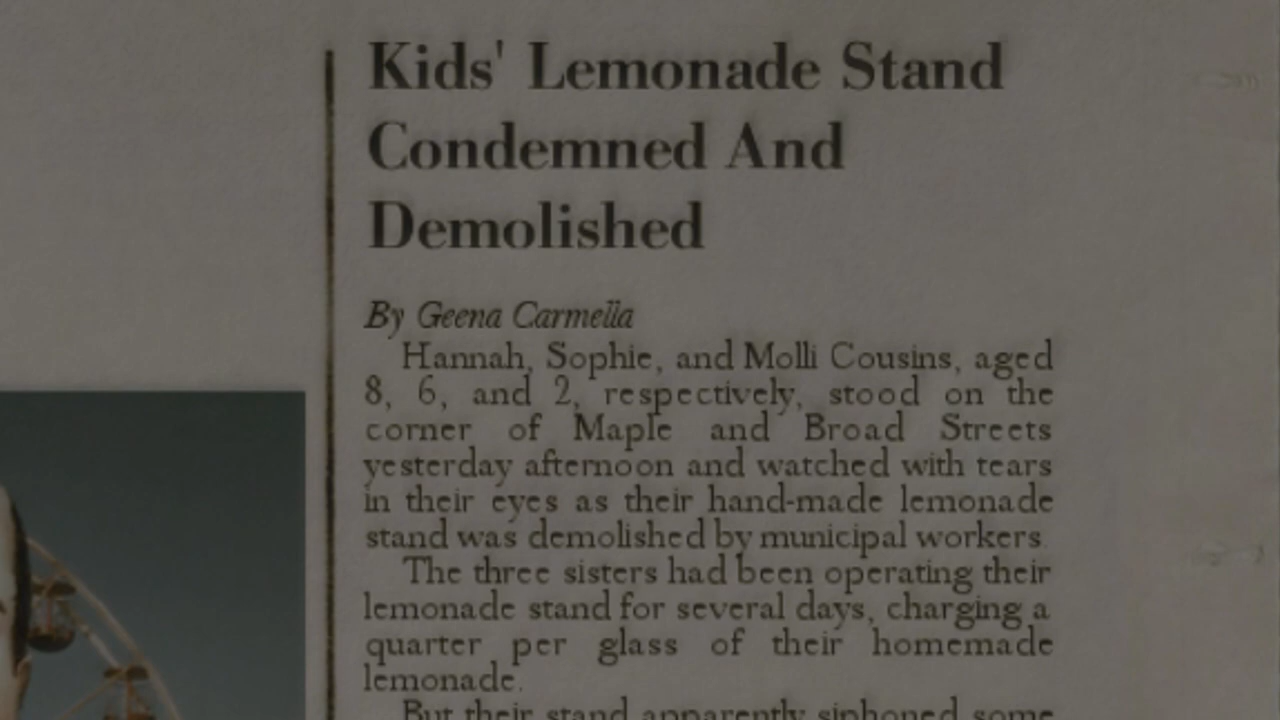 Kids' Lemonade Stand
Condemned And
Demolished
By Geena Carmella
Hannah, Sophie, and Molli Cousins, aged
8, 6, and 2, respectively, stood on the
corner of Maple and Broad Streets
yesterday afternoon and watched with tears
in their eyes as their hand-made lemonade
stand was demolished by municipal workers.
The three sisters had been operating their
lemonade stand for several days, charging a
quarter per glass of their homemade
lemonade.
But their stand apparently siphoned some